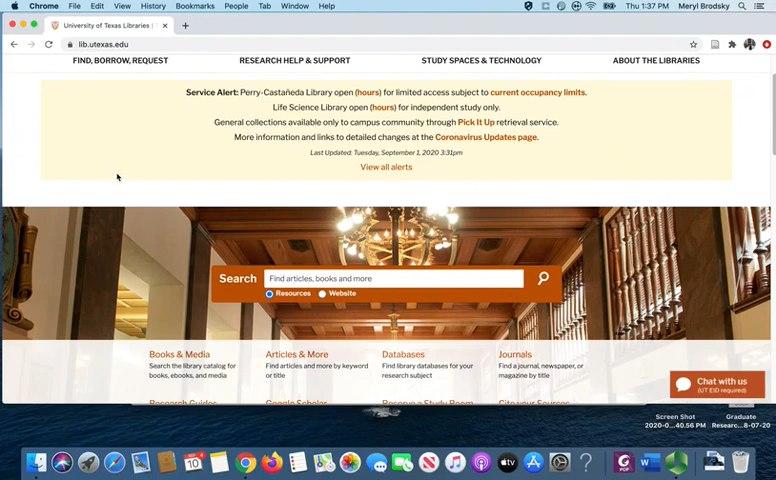 Chrome File Edit View History Bookmarks People Tab Window Help Thu 1:37 PM Meryl Brodsky
University of Texas Libraries |
lib.utexas.edu
FIND, BORROW, REQUEST RESEARCH HELP & SUPPORT STUDY SPACES & TECHNOLOGY ABOUT THE LIBRARIES
Service Alert: Perry-Castañeda Library open (hours) for limited access subject to current occupancy limits.
Life Science Library open (hours) for independent study only.
General collections available only to campus community through Pick It Up retrieval service.
More information and links to detailed changes at the Coronavirus Updates page.
Last Updated: Tuesday, September 1, 2020 3:31pm
View all alerts
Search Find articles, books and more
Resources Website
Books & Media Articles & More Databases Journals
Search the library catalog for Find articles and more by keyword Find library databases for your Find a journal, newspaper, or
books, ebooks, and media or title research subject magazine by title
Research Guides Google Scholar Reserve a Study Room Cite your Sources
Chat with us
(UT EID required)
Screen Shot Graduate
2020-0...40.56 PM Researc...8-07-20
10